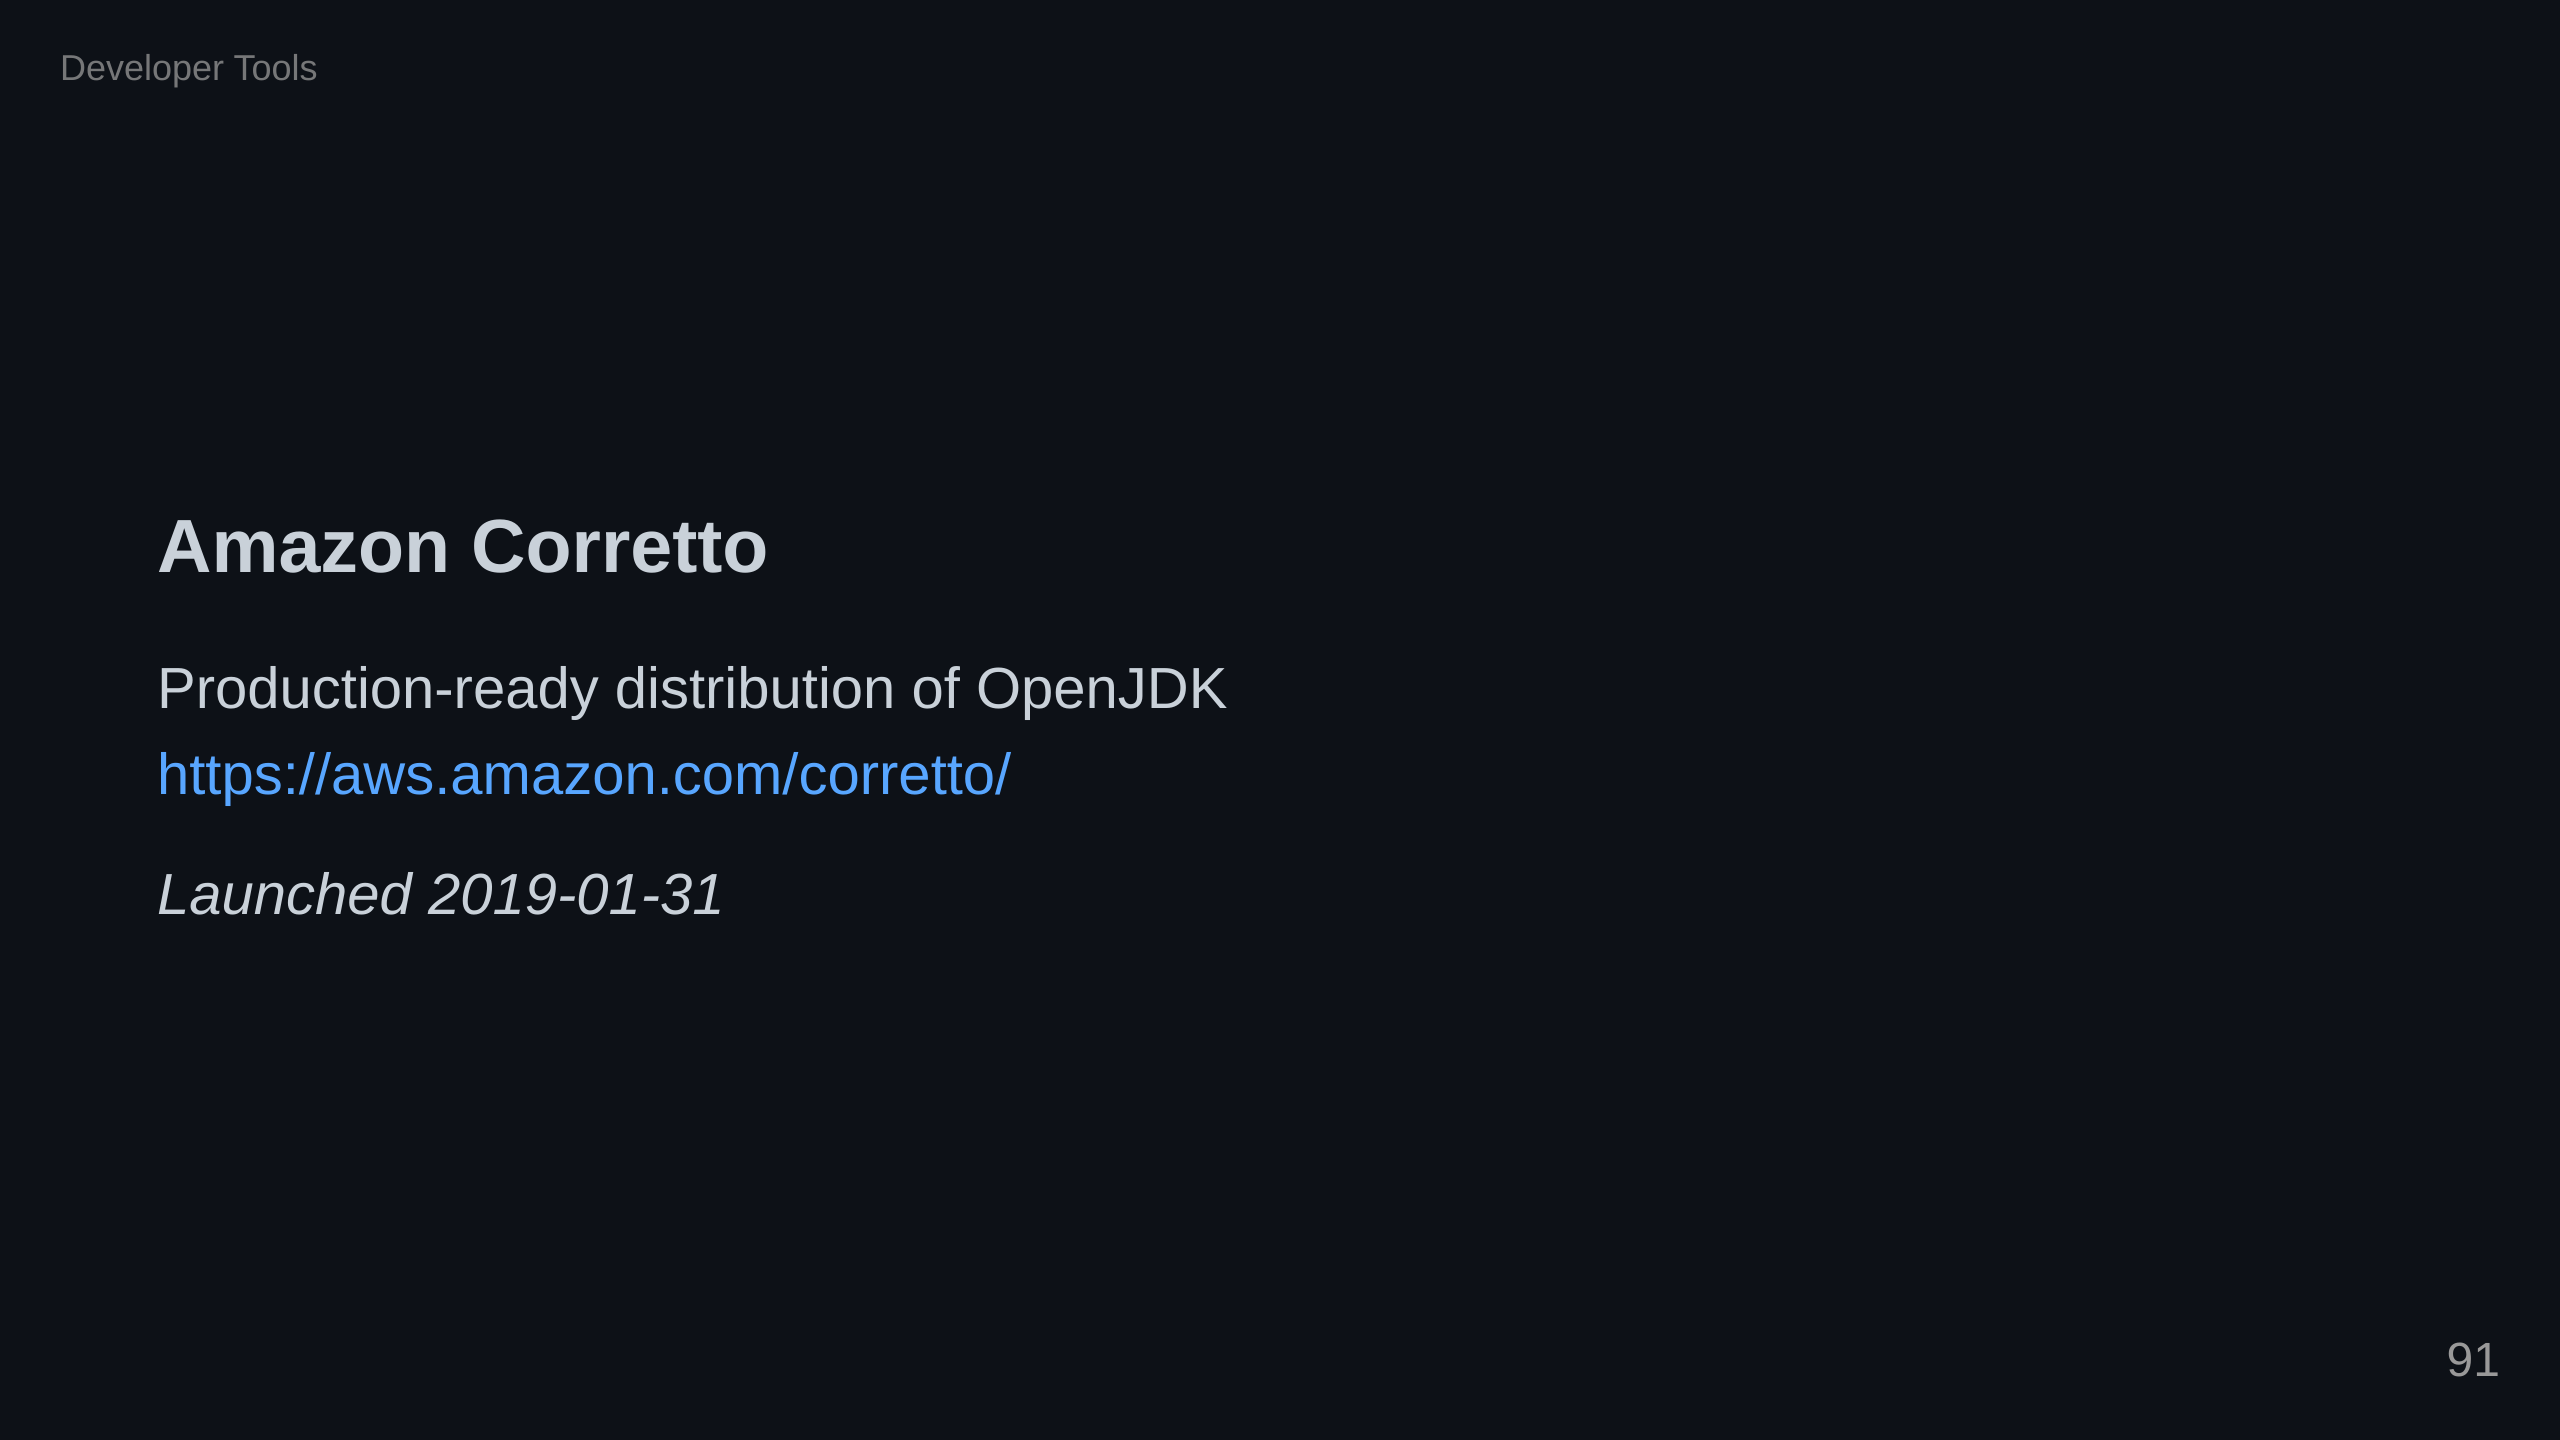 Developer Tools
Amazon Corretto
Production-ready distribution of OpenJDK
https://aws.amazon.com/corretto/
Launched 2019-01-31
91